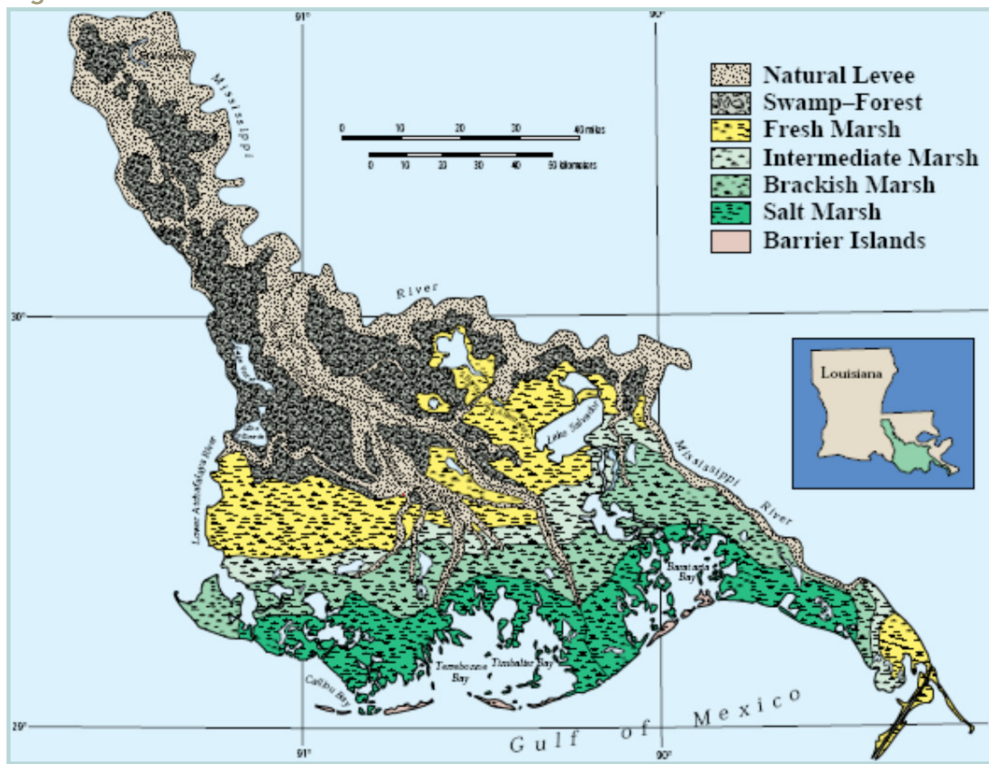 91°
90°
Mississippi
Natural Levee
Swamp–Forest
Fresh Marsh
Intermediate Marsh
Brackish Marsh
Salt Marsh
Barrier Islands
0 10 20 30 40 miles
0 10 20 30 40 50 kilometers
River
30°
Louisiana
Lake Salvador
Lower Atchafalaya River
Mississippi
River
Barataria
Bay
Terrebonne
Bay
Timbalier Bay
Bay
29°
Gulf of Mexico
91°
90°